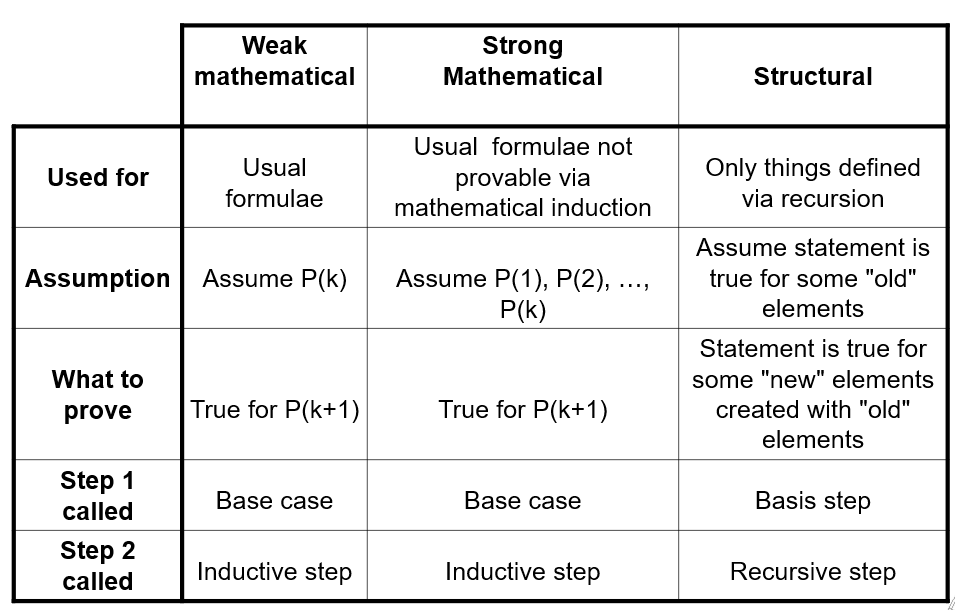 Weak
mathematical
Strong
Mathematical
Structural
Used for
Usual
formulae
Usual  formulae not
provable via
mathematical induction
Only things defined
via recursion
Assumption
Assume P(k)
Assume P(1), P(2), …,
P(k)
Assume statement is
true for some "old"
elements
What to
prove
True for P(k+1)
True for P(k+1)
Statement is true for
some "new" elements
created with "old"
elements
Step 1
called
Base case
Base case
Basis step
Step 2
called
Inductive step
Inductive step
Recursive step